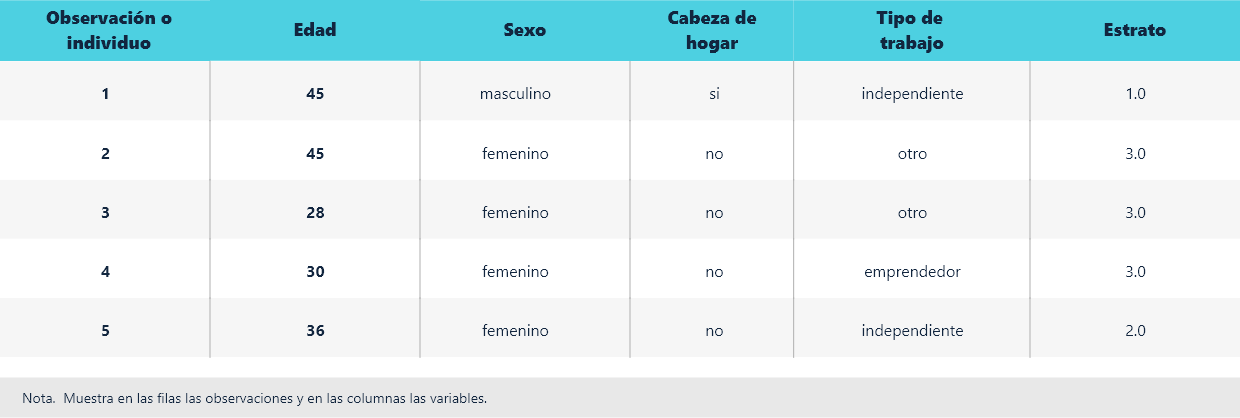 Observación o individuo Edad Sexo Cabeza de hogar Tipo de trabajo Estrato
1 45 masculino si independiente 1.0
2 45 femenino no otro 3.0
3 28 femenino no otro 3.0
4 30 femenino no emprendedor 3.0
5 36 femenino no independiente 2.0
Nota. Muestra en las filas las observaciones y en las columnas las variables.